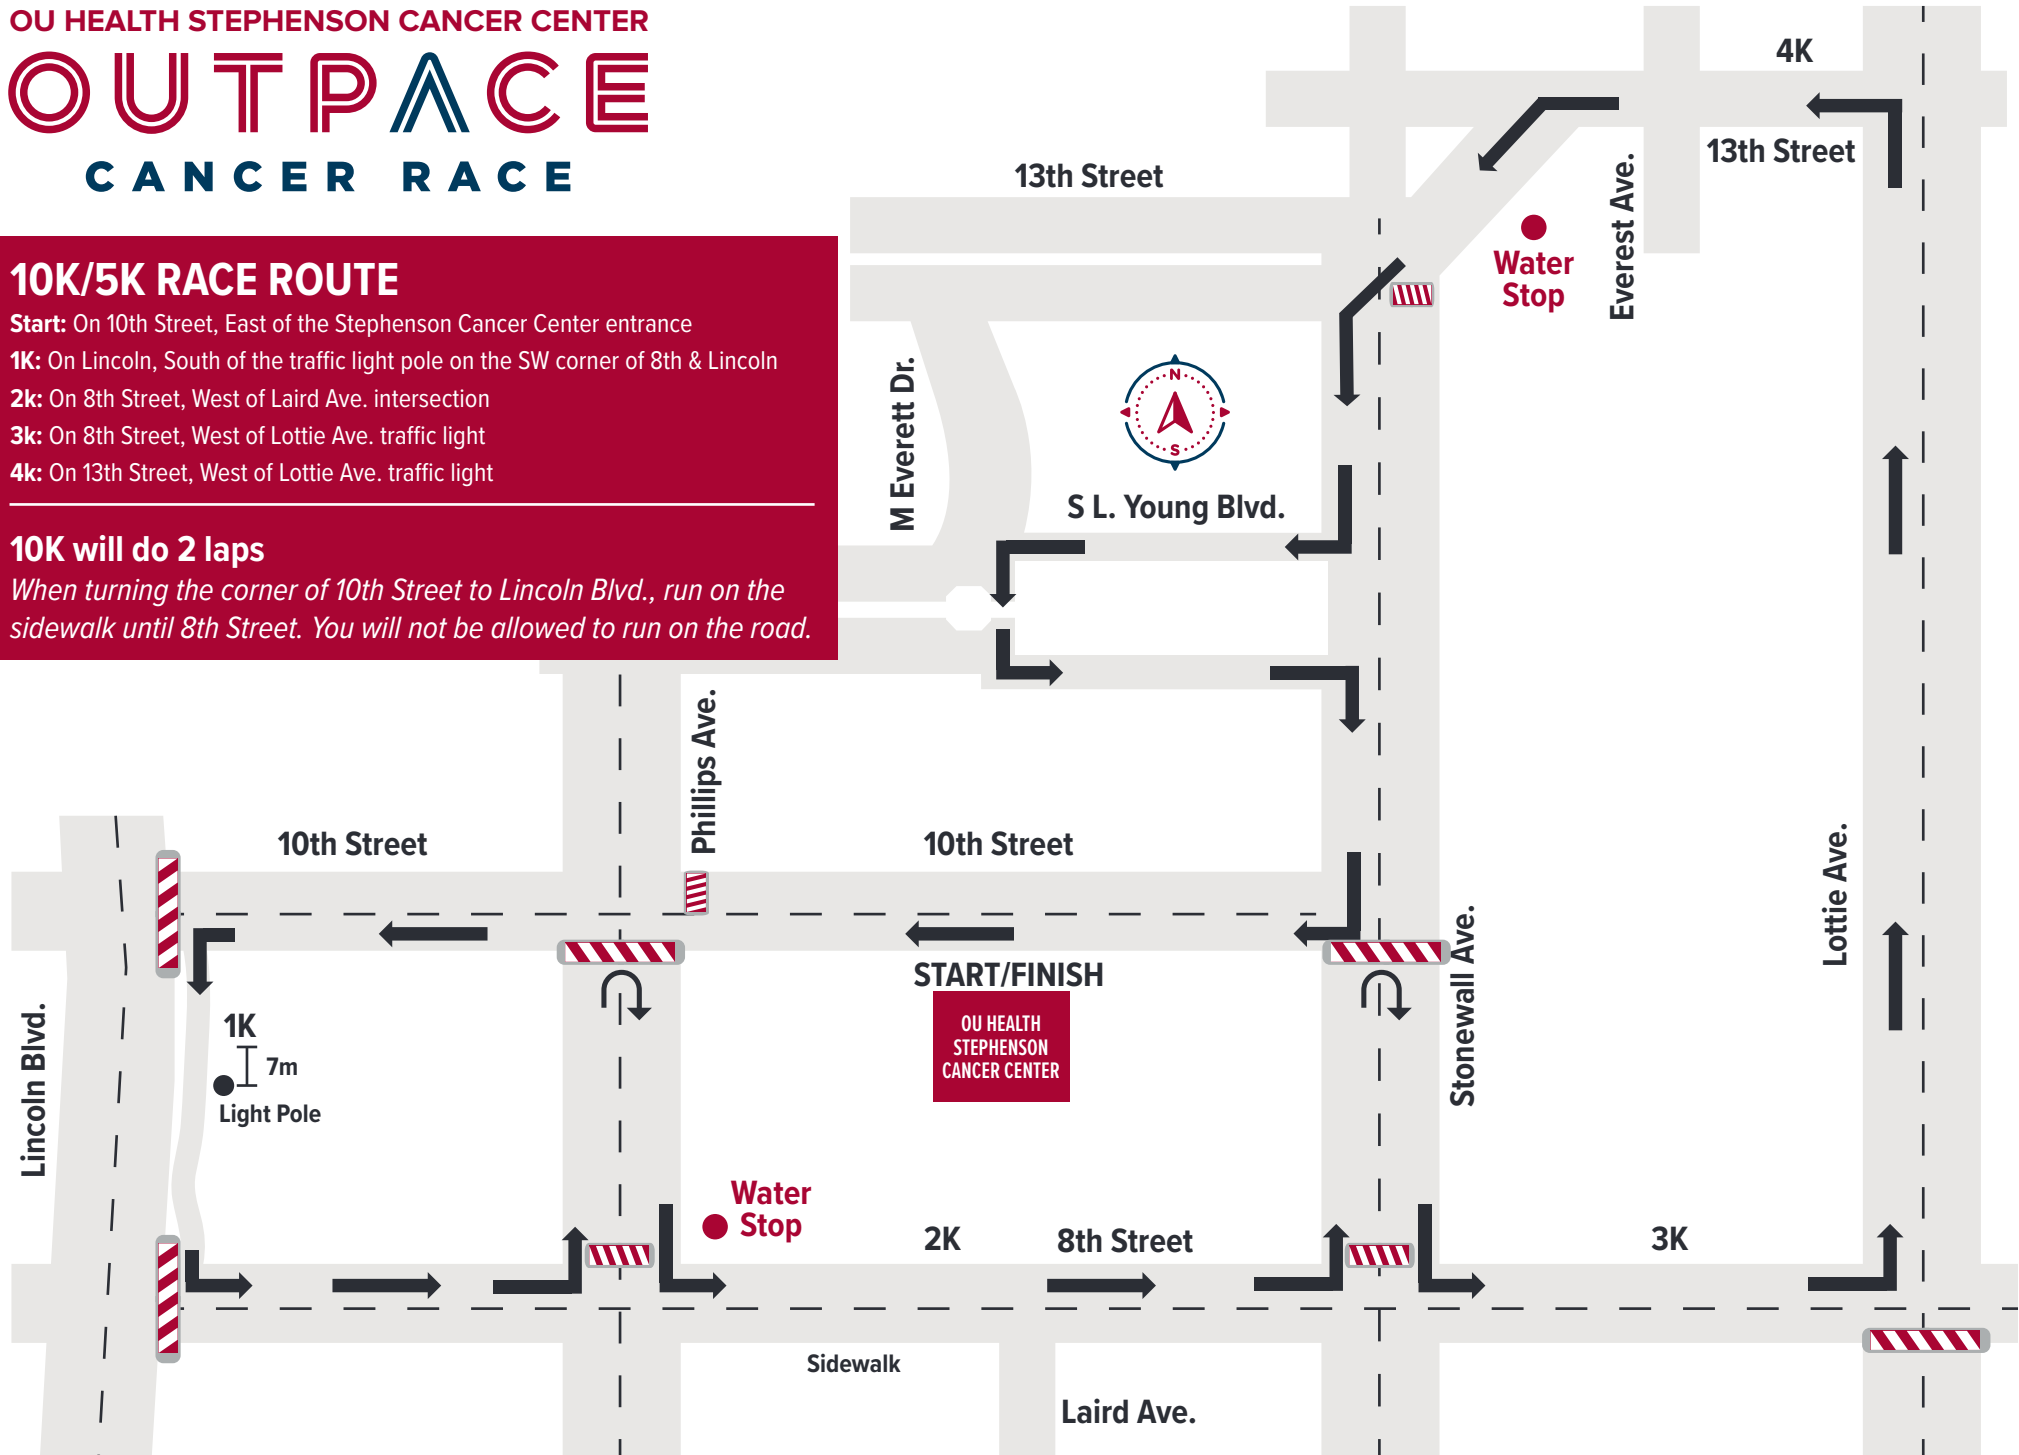 OU HEALTH STEPHENSON CANCER CENTER
OUTPACE
CANCER RACE
10K/5K RACE ROUTE
Start: On 10th Street, East of the Stephenson Cancer Center entrance
1K: On Lincoln, South of the traffic light pole on the SW corner of 8th & Lincoln
2k: On 8th Street, West of Laird Ave. intersection
3k: On 8th Street, West of Lottie Ave. traffic light
4k: On 13th Street, West of Lottie Ave. traffic light
10K will do 2 laps
When turning the corner of 10th Street to Lincoln Blvd., run on the
sidewalk until 8th Street. You will not be allowed to run on the road.
4K
13th Street
13th Street
Everest Ave.
Water
Stop
M Everett Dr.
N
S
S L. Young Blvd.
Phillips Ave.
10th Street
10th Street
Lottie Ave.
Stonewall Ave.
START/FINISH
OU HEALTH
STEPHENSON
CANCER CENTER
Lincoln Blvd.
1K
7m
Light Pole
Water
Stop
2K
8th Street
3K
Sidewalk
Laird Ave.